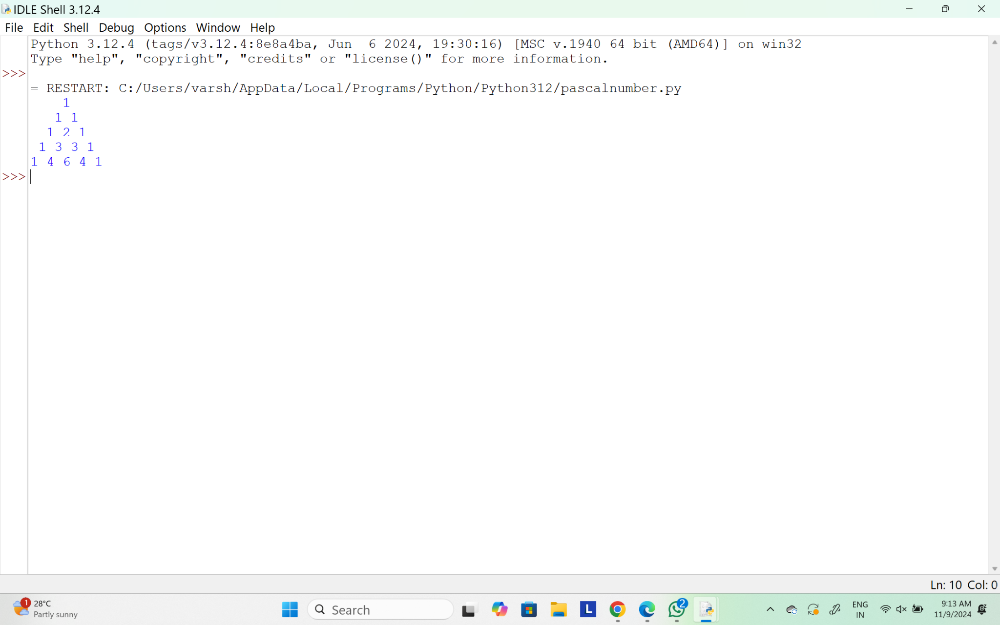 IDLE Shell 3.12.4
File Edit Shell Debug Options Window Help
Python 3.12.4 (tags/v3.12.4:8e8a4ba, Jun  6 2024, 19:30:16) [MSC v.1940 64 bit (AMD64)] on win32
Type "help", "copyright", "credits" or "license()" for more information.
>>>
= RESTART: C:/Users/varsh/AppData/Local/Programs/Python/Python312/pascalnumber.py
    1
   1 1
  1 2 1
 1 3 3 1
1 4 6 4 1
>>>
Ln: 10 Col: 0
1
28°C
Partly sunny
Search
L
2
ENG
IN
9:13 AM
11/9/2024